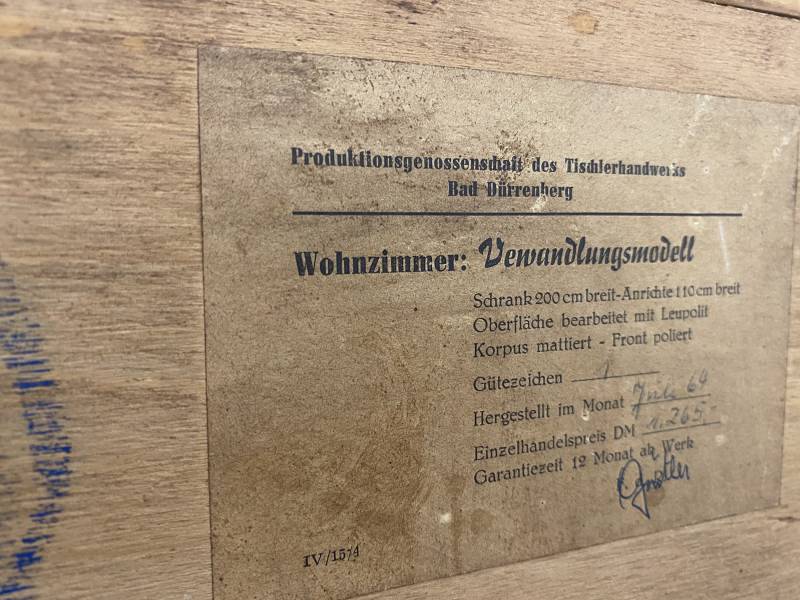 Produktionsgenossenschaft des Tischlerhandwerks
Bad Dürrenberg
Wohnzimmer: Vewandlungsmodell
Schrank 200 cm breit-Anrichte 110 cm breit
Oberfläche bearbeitet mit Leupolit
Korpus mattiert - Front poliert
Gütezeichen 1
Hergestellt im Monat Juli 64
Einzelhandelspreis DM 1.265,-
Garantiezeit 12 Monat ab Werk
IV/1574